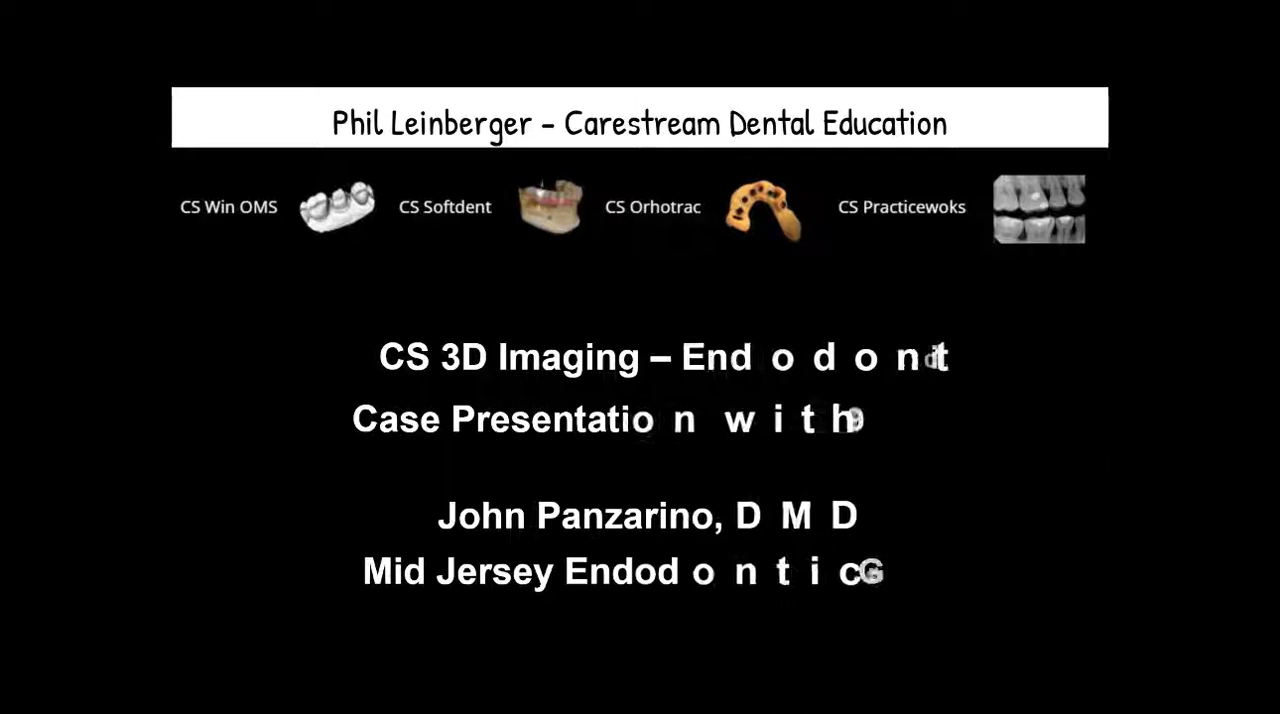 Phil Leinberger - Carestream Dental Education
CS Win OMS CS Softdent CS Orhotrac CS Practicewoks
CS 3D Imaging – Endodont
Case Presentation with
John Panzarino, DMD
Mid Jersey Endodontic